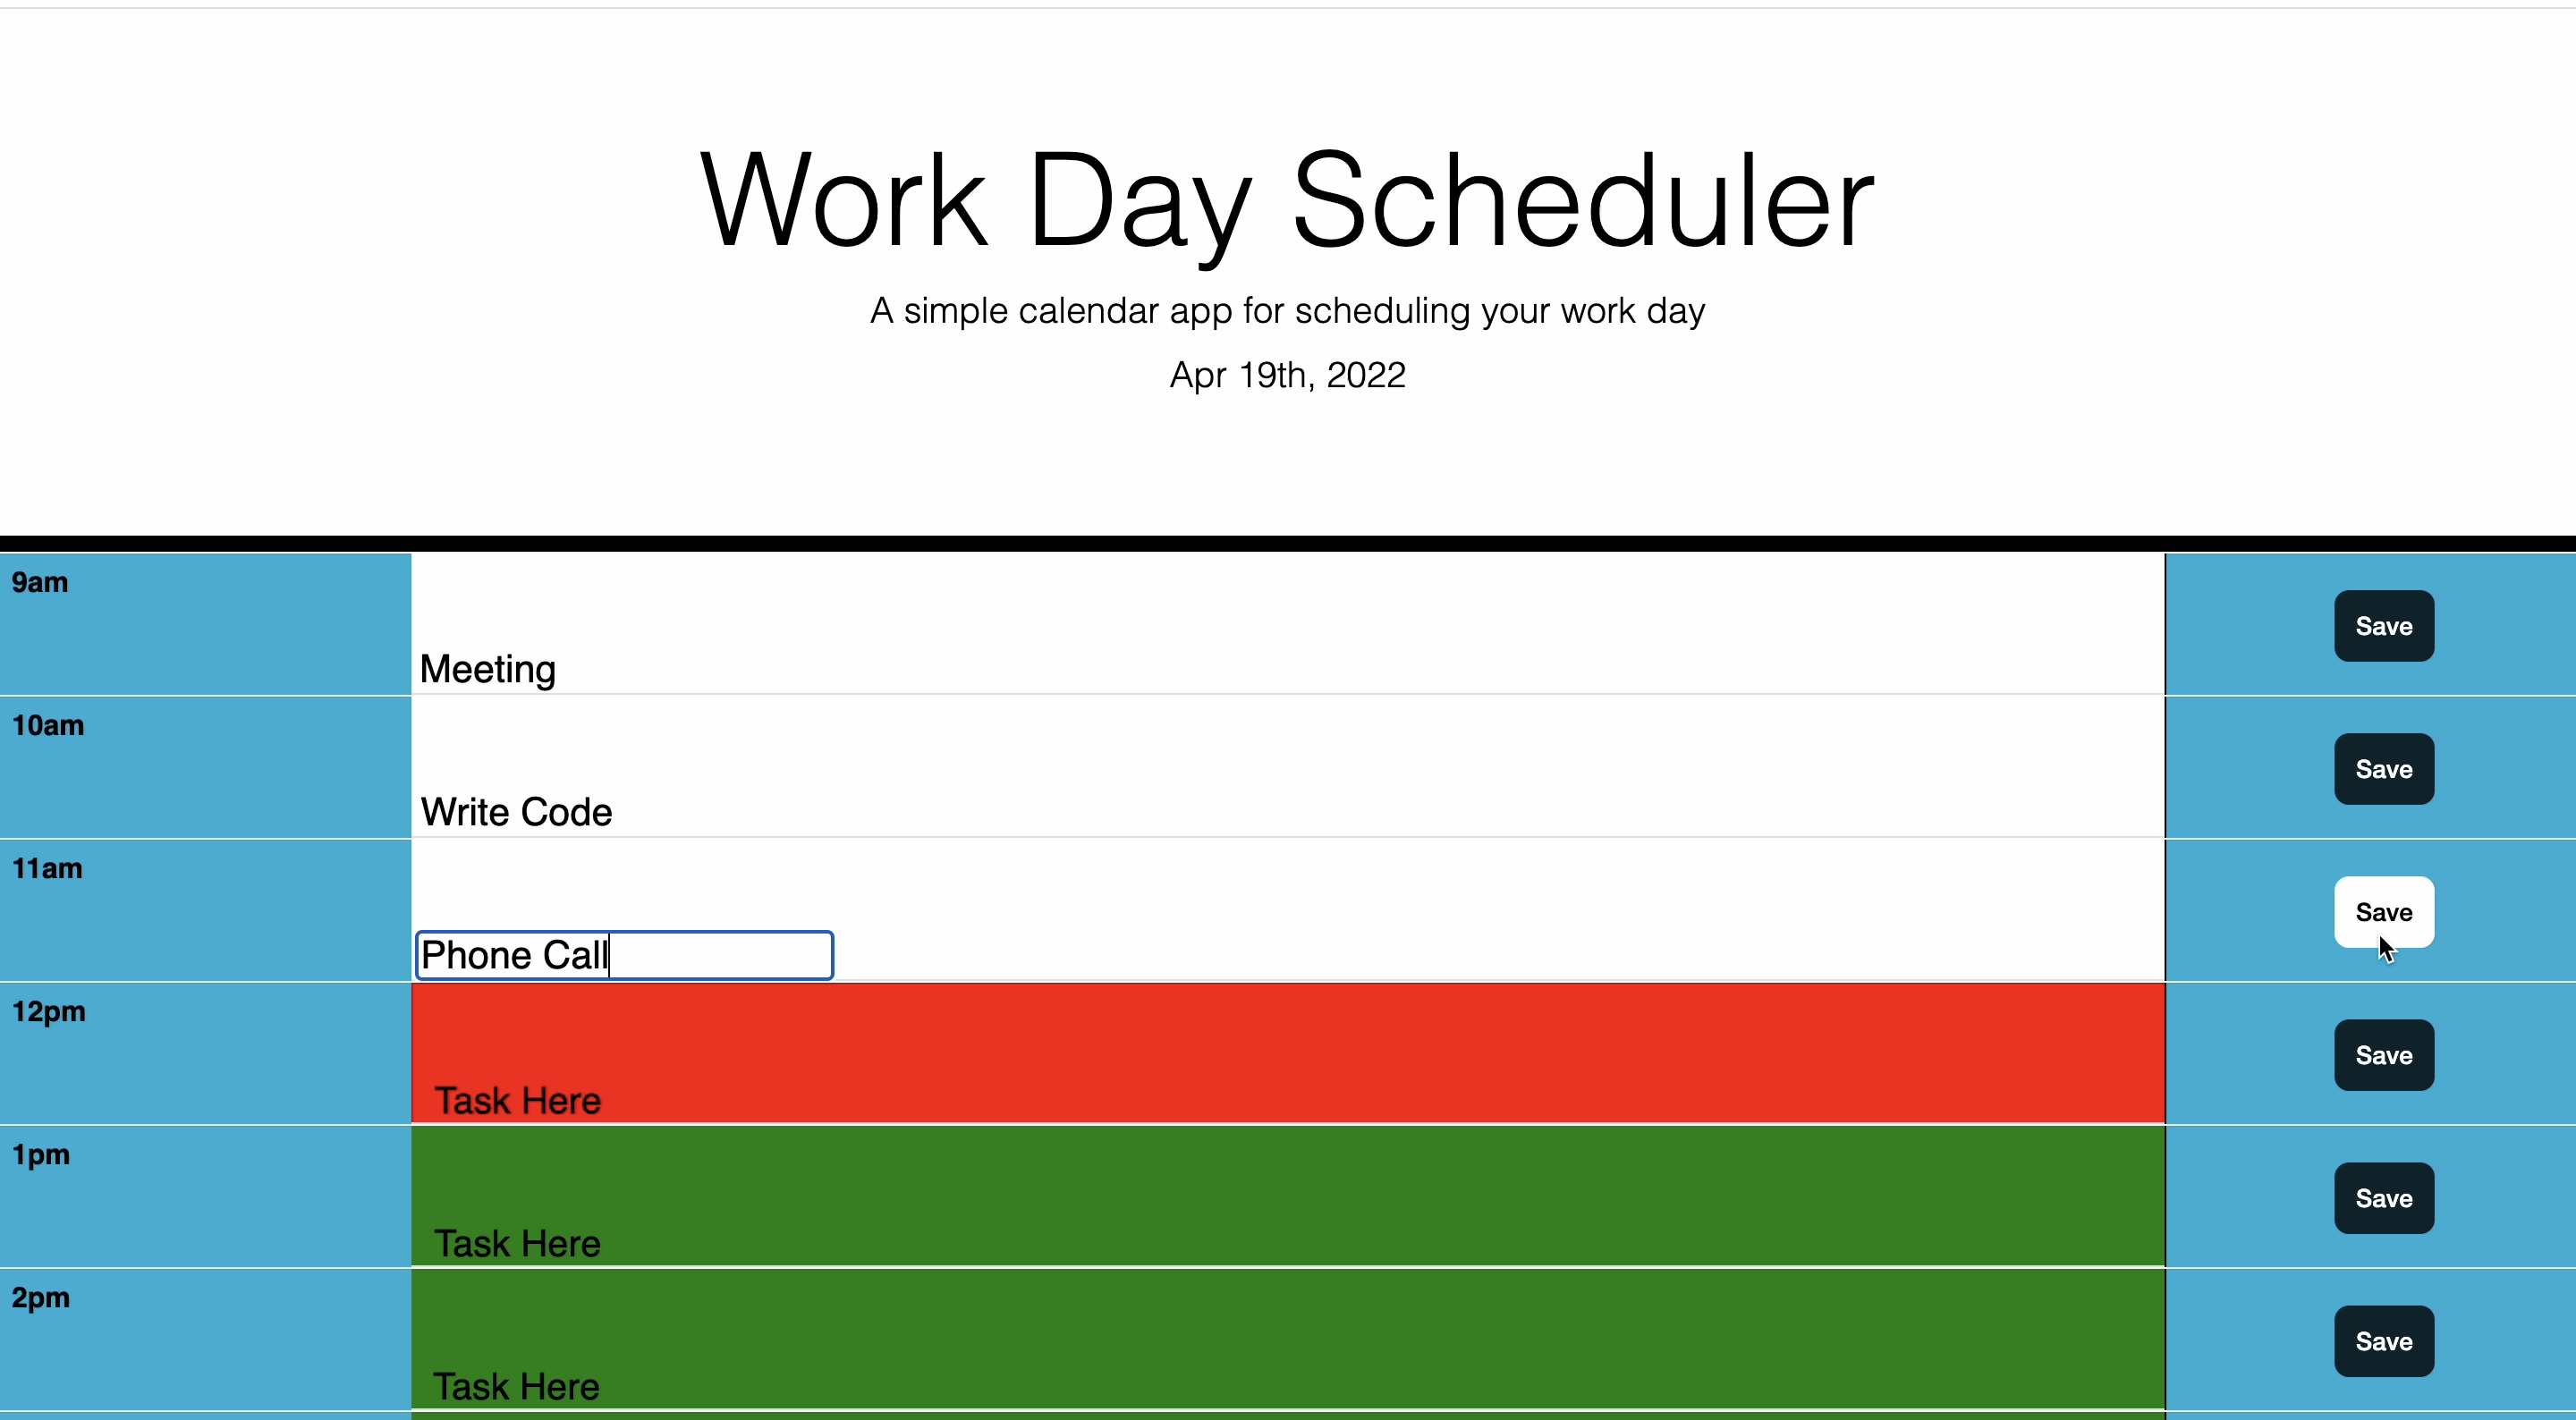 Work Day Scheduler
A simple calendar app for scheduling your work day
Apr 19th, 2022
9am
Meeting
Save
10am
Write Code
Save
11am
Phone Call
Save
12pm
Task Here
Save
1pm
Task Here
Save
2pm
Task Here
Save